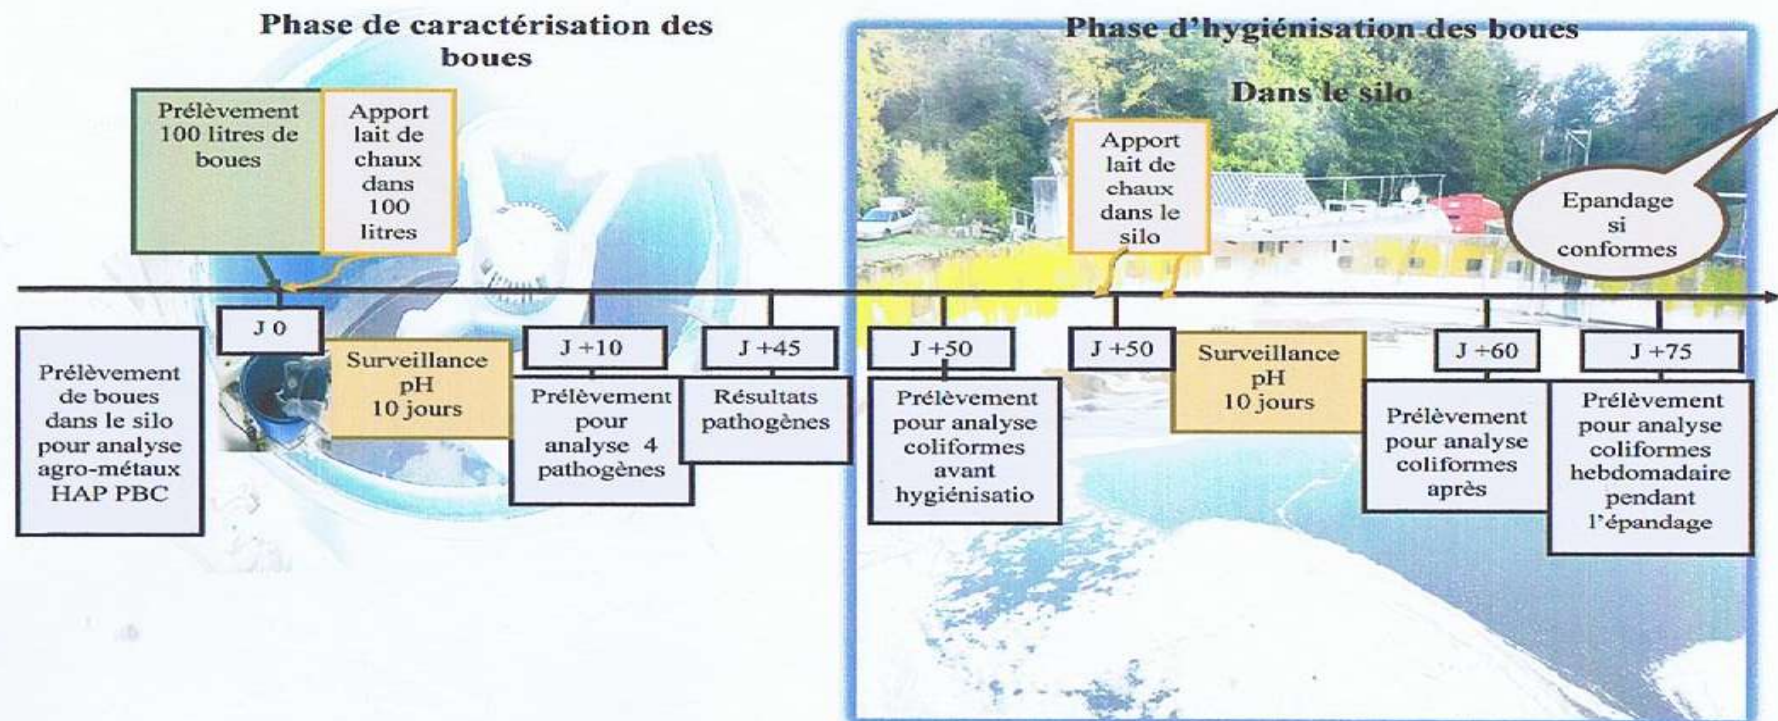 Phase de caractérisation des
boues
Phase d'hygiénisation des boues
Dans le silo
Prélèvement
100 litres de
boues
Apport
lait de
chaux
dans
100
litres
Apport
lait de
chaux
dans le
silo
Epandage
si
conformes
Prélèvement
de boues
dans le silo
pour analyse
agro-métaux
HAP PBC
J 0
Surveillance
pH
10 jours
J +10
Prélèvement
pour
analyse 4
pathogènes
J +45
Résultats
pathogènes
J +50
Prélèvement
pour analyse
coliformes
avant
hygiénisatio
J +50
Surveillance
pH
10 jours
J +60
Prélèvement
pour analyse
coliformes
après
J +75
Prélèvement
pour analyse
coliformes
hebdomadaire
pendant
l'épandage